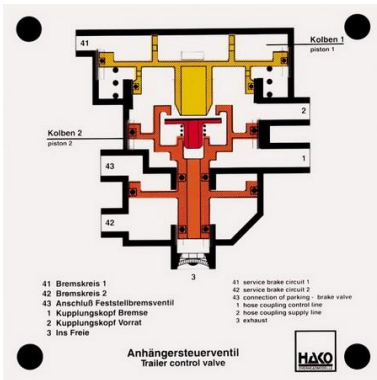 41
Kolben 1
piston 1
2
Kolben 2
piston 2
1
43
42
3
41 Bremskreis 1
42 Bremskreis 2
43 Anschluß Feststellbremsventil
1 Kupplungskopf Bremse
2 Kupplungskopf Vorrat
3 Ins Freie
41 service brake circuit 1
42 service brake circuit 2
43 connection of parking - brake valve
1 hose coupling control line
2 hose coupling supply line
3 exhaust
Anhängersteuerventil
Trailer control valve
HACO